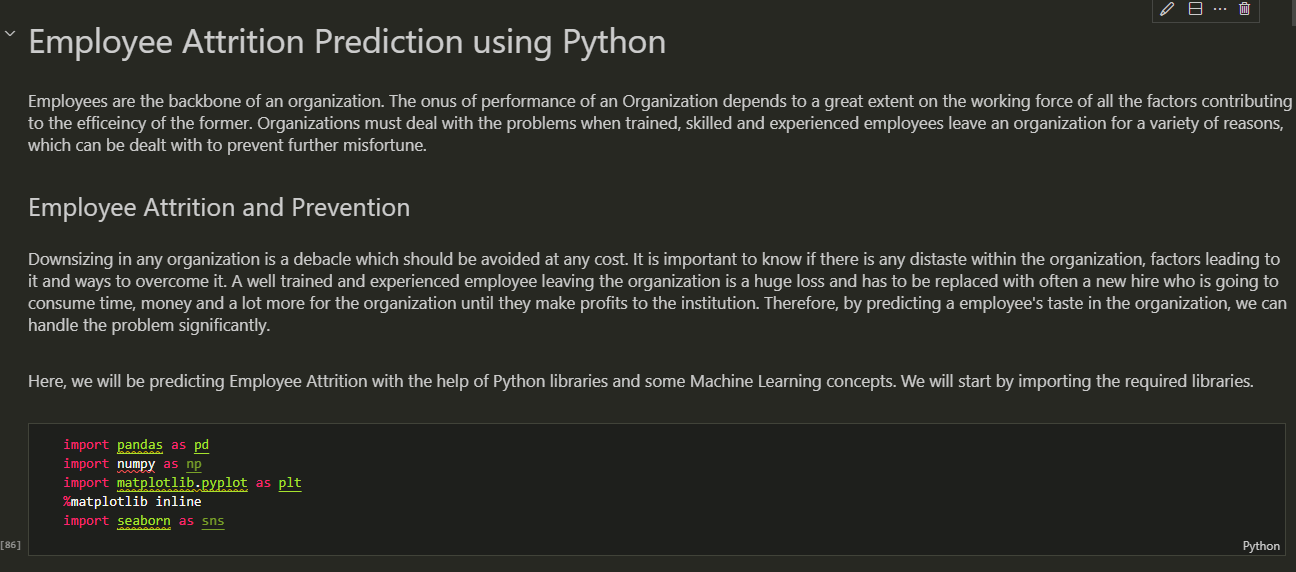 Employee Attrition Prediction using Python
Employees are the backbone of an organization. The onus of performance of an Organization depends to a great extent on the working force of all the factors contributing
to the efficeincy of the former. Organizations must deal with the problems when trained, skilled and experienced employees leave an organization for a variety of reasons,
which can be dealt with to prevent further misfortune.
Employee Attrition and Prevention
Downsizing in any organization is a debacle which should be avoided at any cost. It is important to know if there is any distaste within the organization, factors leading to
it and ways to overcome it. A well trained and experienced employee leaving the organization is a huge loss and has to be replaced with often a new hire who is going to
consume time, money and a lot more for the organization until they make profits to the institution. Therefore, by predicting a employee's taste in the organization, we can
handle the problem significantly.
Here, we will be predicting Employee Attrition with the help of Python libraries and some Machine Learning concepts. We will start by importing the required libraries.
import pandas as pd
import numpy as np
import matplotlib.pyplot as plt
%matplotlib inline
import seaborn as sns
[86]
Python